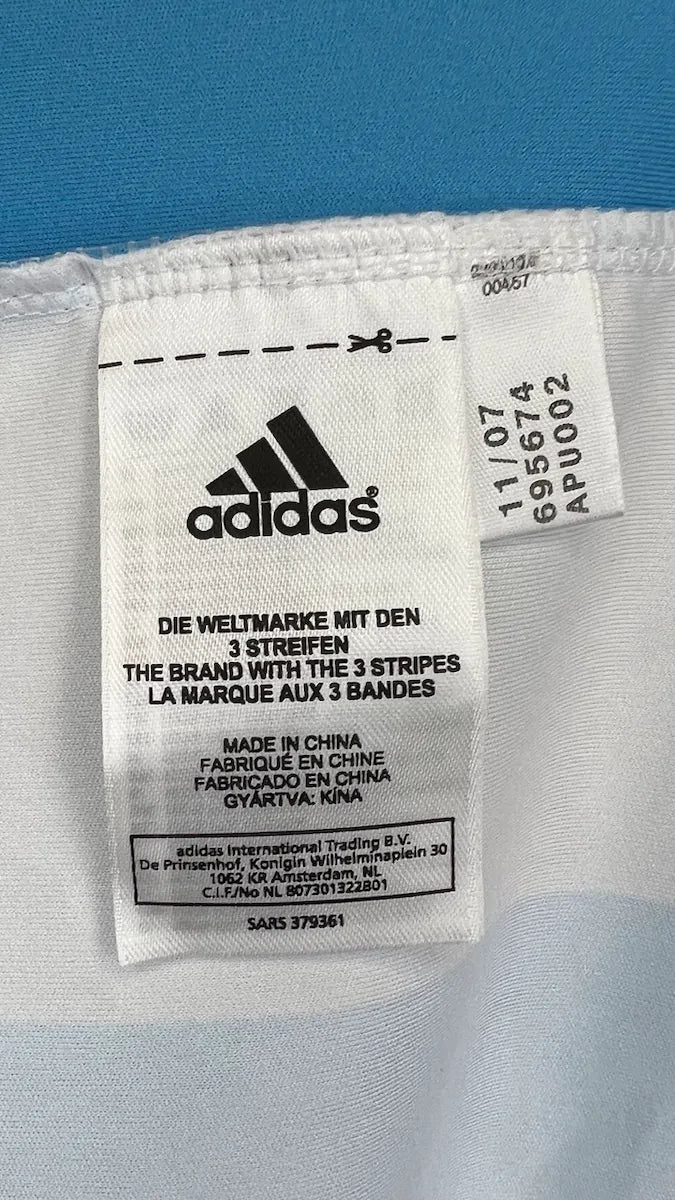 adidas®
DIE WELTMARKE MIT DEN
3 STREIFEN
THE BRAND WITH THE 3 STRIPES
LA MARQUE AUX 3 BANDES
MADE IN CHINA
FABRIQUÉ EN CHINE
FABRICADO EN CHINA
GYÁRTVA: KÍNA
adidas International Trading B.V.
De Prinsenhof, Konigin Wilhelminaplein 30
1062 KR Amsterdam, NL
C.I.F./No NL 807301322B01
SARS 379361
00467
11/07
695674
APU002